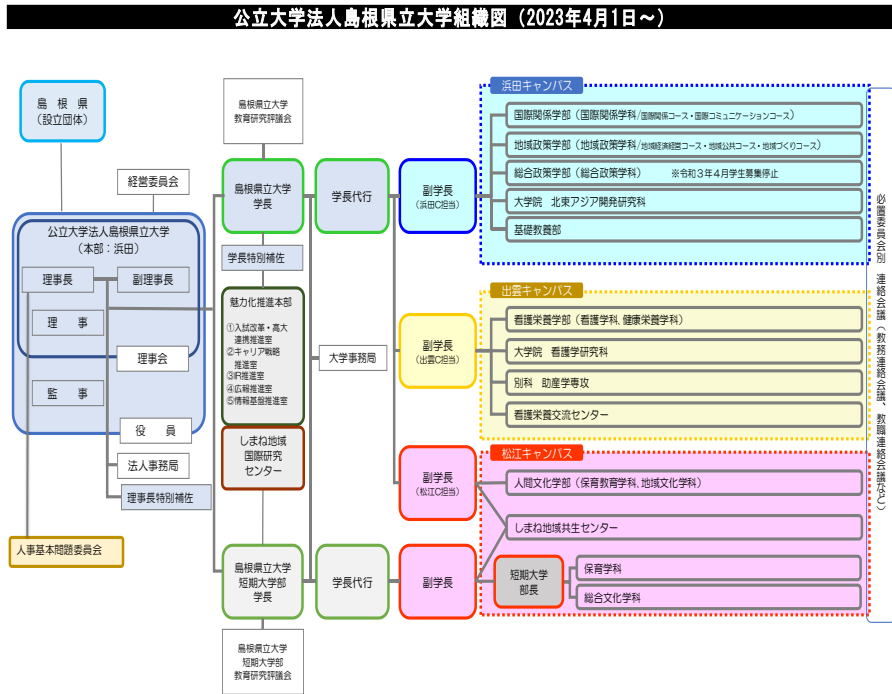 公立大学法人島根県立大学組織図（2023年4月1日～）
島　根　県
（設立団体）
経営委員会
公立大学法人島根県立大学
（本部：浜田）
理事長
副理事長
理　事
理事会
監　事
役　員
法人事務局
理事長特別補佐
人事基本問題委員会
島根県立大学
教育研究評議会
島根県立大学
学長
学長特別補佐
魅力化推進本部
①入試改革・高大
連携推進室
②キャリア戦略
推進室
③IR推進室
④広報推進室
⑤情報基盤推進室
しまね地域
国際研究
センター
島根県立大学
短期大学部
学長
島根県立大学
短期大学部
教育研究評議会
学長代行
大学事務局
学長代行
副学長
（浜田C担当）
副学長
（出雲C担当）
副学長
（松江C担当）
副学長
浜田キャンパス
国際関係学部（国際関係学科/国際関係コース・国際コミュニケーションコース）
地域政策学部（地域政策学科/地域経済経営コース・地域公共コース・地域づくりコース）
総合政策学部（総合政策学科）　　※令和３年４月学生募集停止
大学院　北東アジア開発研究科
基礎教養部
出雲キャンパス
看護栄養学部（看護学科, 健康栄養学科）
大学院　看護学研究科
別科　助産学専攻
看護栄養交流センター
松江キャンパス
人間文化学部（保育教育学科, 地域文化学科）
しまね地域共生センター
短期大学
部長
保育学科
総合文化学科
必置委員会別　連絡会議（教務連絡会議、教職連絡会議など）